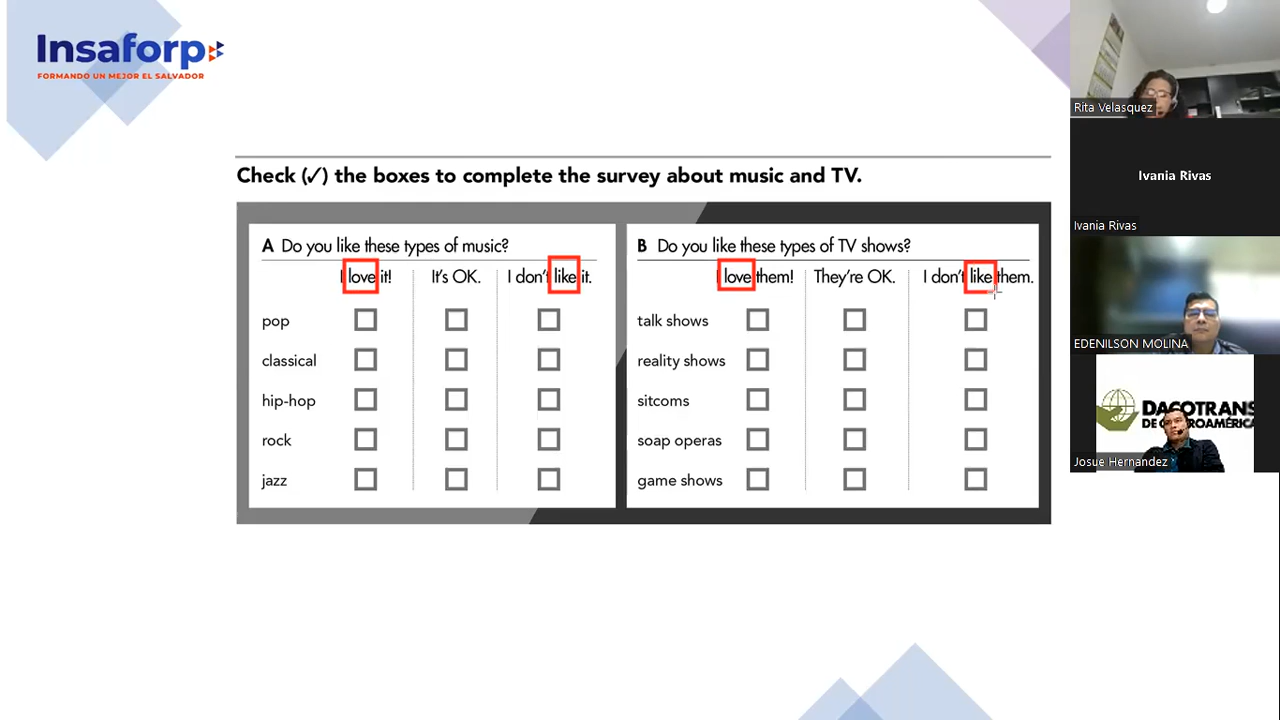 Insaforp
FORMANDO UN MEJOR EL SALVADOR
Check (✓) the boxes to complete the survey about music and TV.
A Do you like these types of music?
I love it! It's OK. I don't like it.
pop
classical
hip-hop
rock
jazz
B Do you like these types of TV shows?
I love them! They're OK. I don't like them.
talk shows
reality shows
sitcoms
soap operas
game shows
Rita Velasquez
Ivania Rivas
Ivania Rivas
EDENILSON MOLINA
DACOTRANS
DE
Josue Hernandez